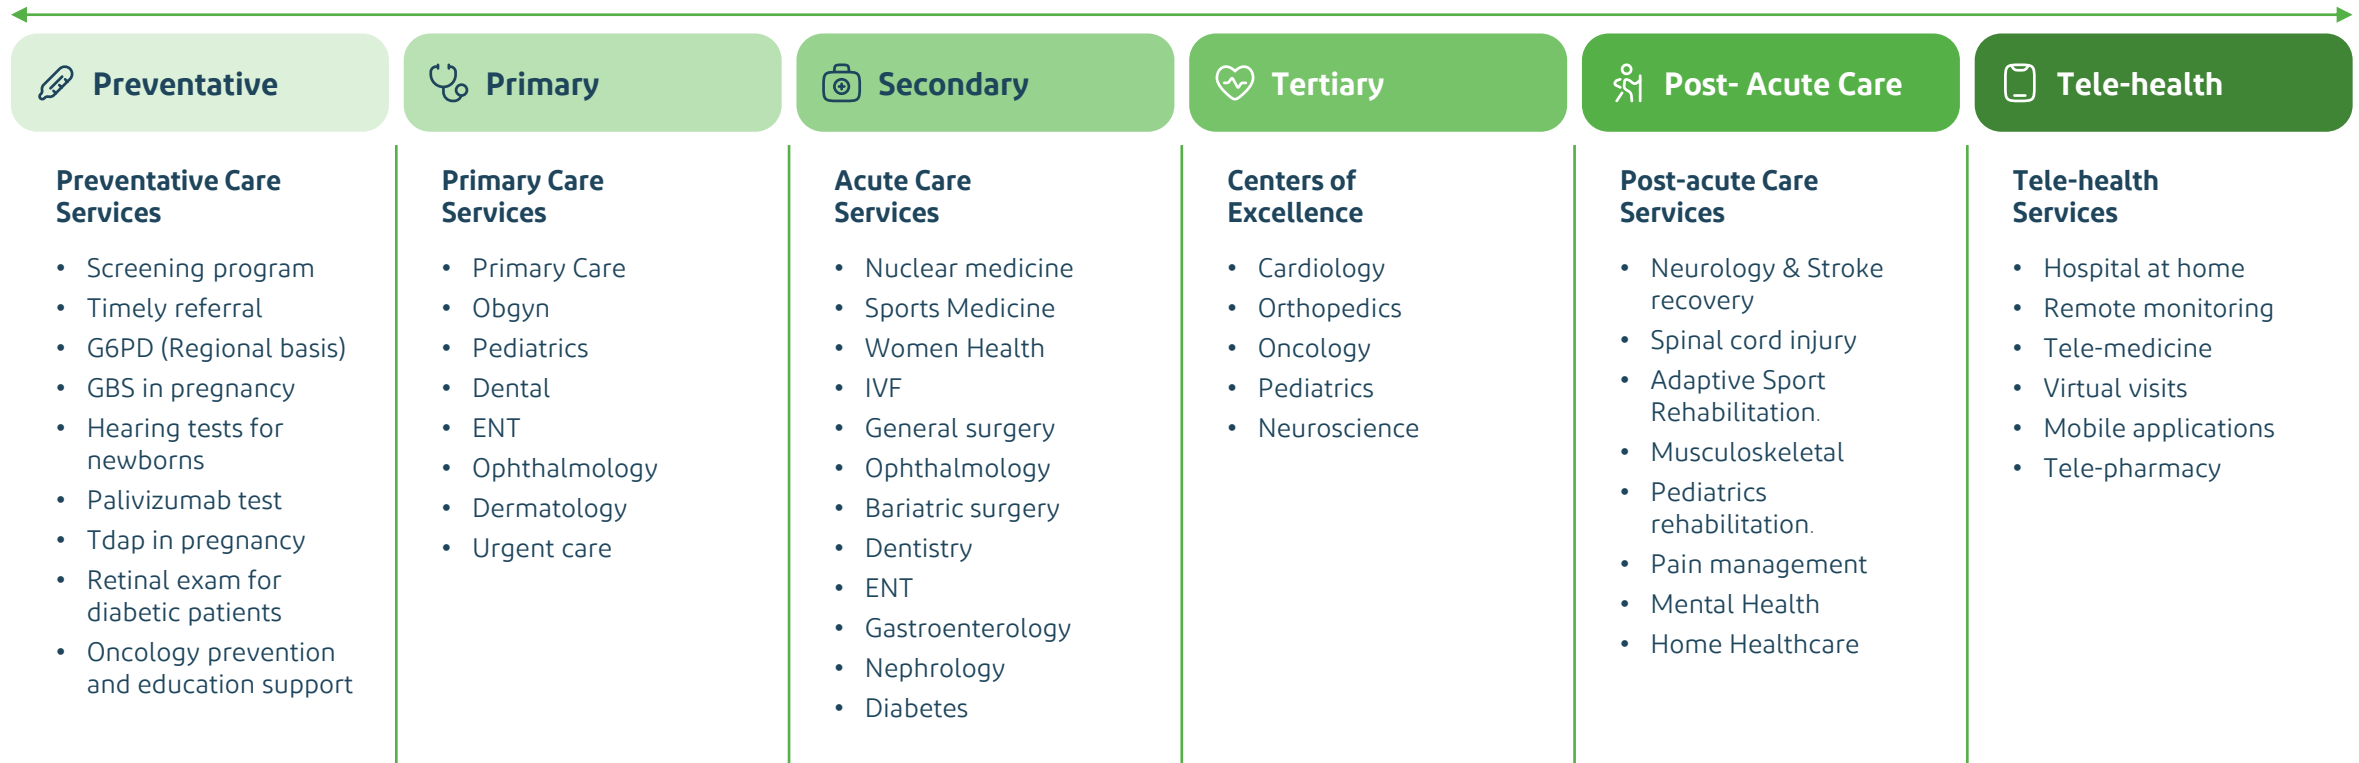 Preventative
Primary
Secondary
Tertiary
Post- Acute Care
Tele-health
Preventative Care
Services
• Screening program
• Timely referral
• G6PD (Regional basis)
• GBS in pregnancy
• Hearing tests for
newborns
• Palivizumab test
• Tdap in pregnancy
• Retinal exam for
diabetic patients
• Oncology prevention
and education support
Primary Care
Services
• Primary Care
• Obgyn
• Pediatrics
• Dental
• ENT
• Ophthalmology
• Dermatology
• Urgent care
Acute Care
Services
• Nuclear medicine
• Sports Medicine
• Women Health
• IVF
• General surgery
• Ophthalmology
• Bariatric surgery
• Dentistry
• ENT
• Gastroenterology
• Nephrology
• Diabetes
Centers of
Excellence
• Cardiology
• Orthopedics
• Oncology
• Pediatrics
• Neuroscience
Post-acute Care
Services
• Neurology & Stroke
recovery
• Spinal cord injury
• Adaptive Sport
Rehabilitation.
• Musculoskeletal
• Pediatrics
rehabilitation.
• Pain management
• Mental Health
• Home Healthcare
Tele-health
Services
• Hospital at home
• Remote monitoring
• Tele-medicine
• Virtual visits
• Mobile applications
• Tele-pharmacy